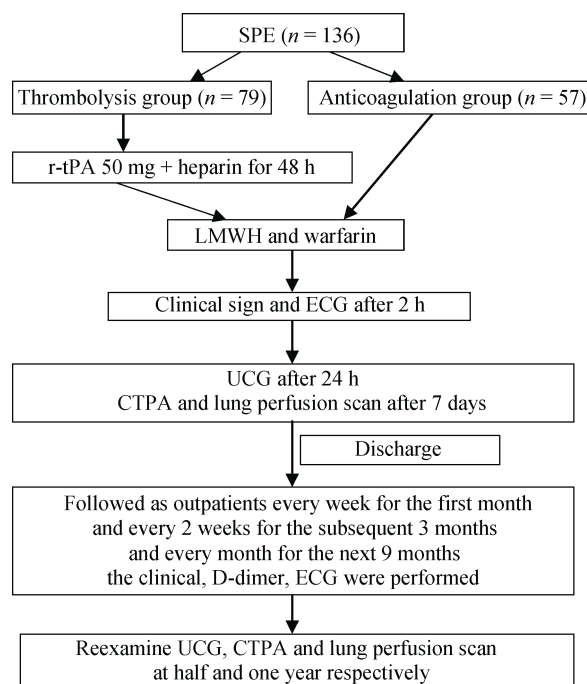 SPE (n = 136)
Thrombolysis group (n = 79)
Anticoagulation group (n = 57)
r-tPA 50 mg + heparin for 48 h
LMWH and warfarin
Clinical sign and ECG after 2 h
UCG after 24 h
CTPA and lung perfusion scan after 7 days
Discharge
Followed as outpatients every week for the first month
and every 2 weeks for the subsequent 3 months
and every month for the next 9 months
the clinical, D-dimer, ECG were performed
Reexamine UCG, CTPA and lung perfusion scan
at half and one year respectively